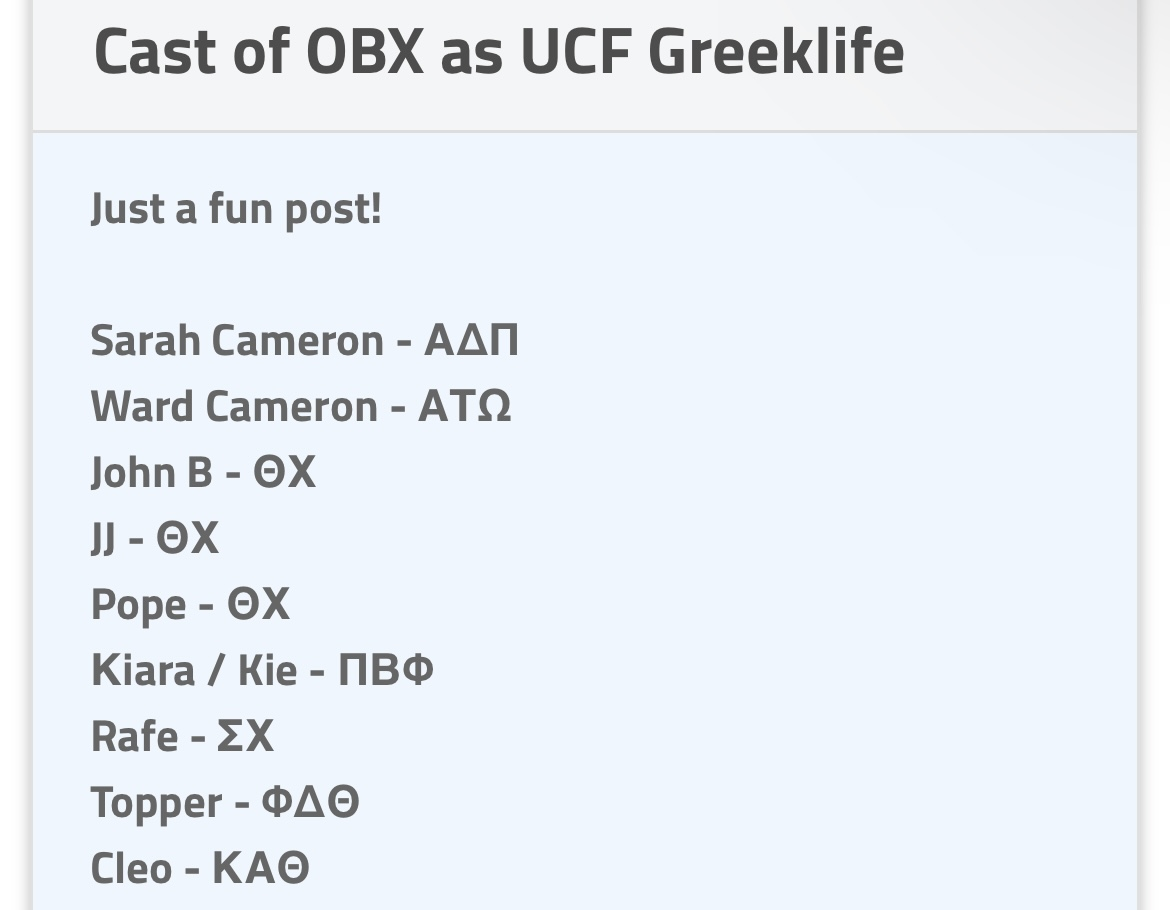 Cast of OBX as UCF Greeklife
Just a fun post!
Sarah Cameron - ΑΔΠ
Ward Cameron - ΑΤΩ
John B - ΘΧ
JJ - ΘΧ
Pope - ΘΧ
Kiara / Kie - ΠΒΦ
Rafe - ΣΧ
Topper - ΦΔΘ
Cleo - ΚΑΘ